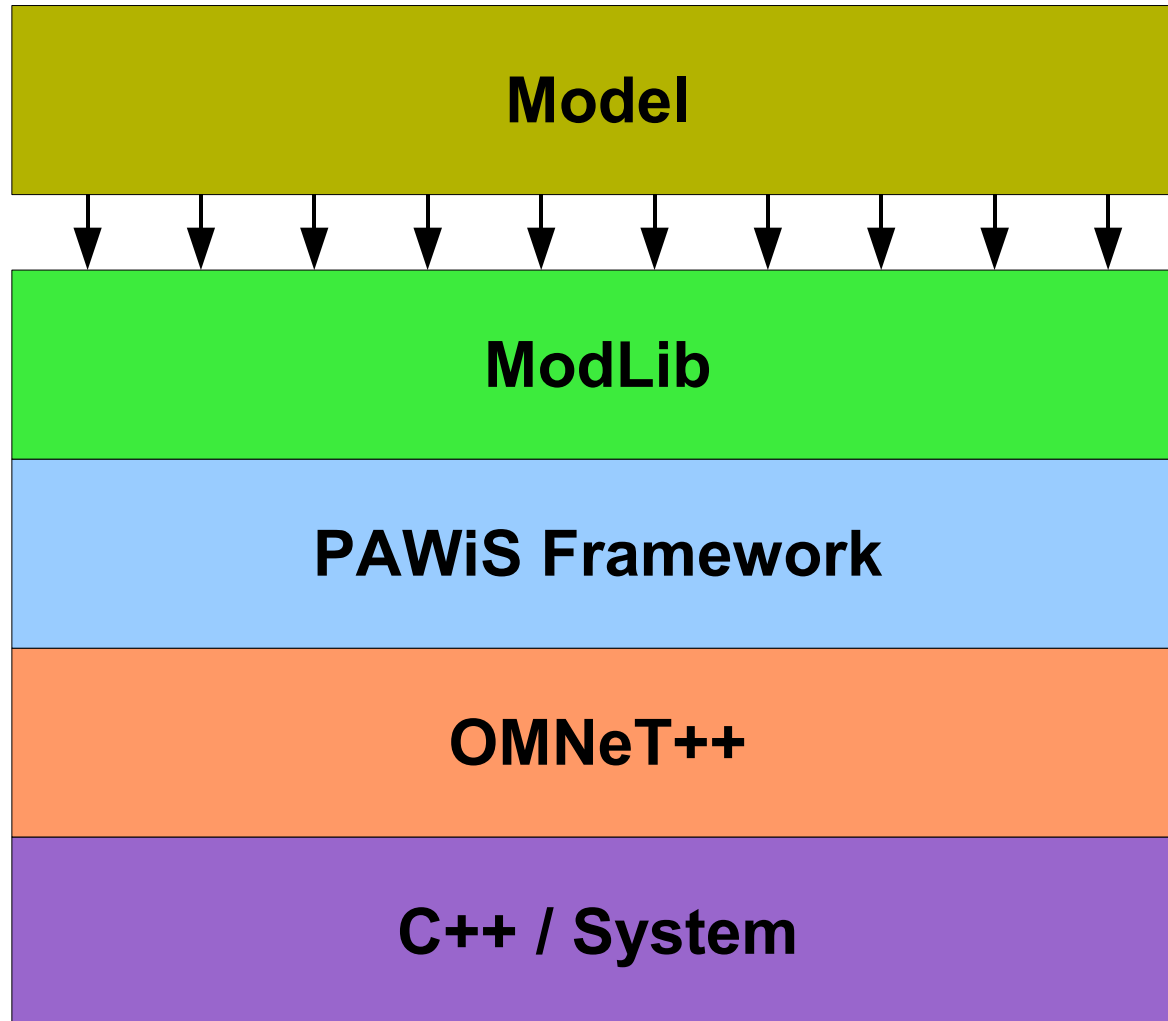 Model
ModLib
PAWiS Framework
OMNeT++
C++ / System